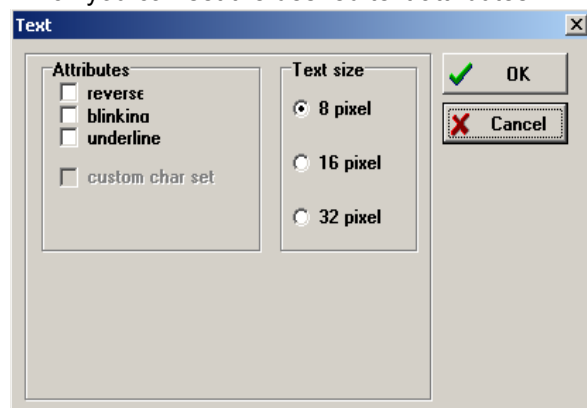 Text
Attributes
reverse
blinking
underline
custom char set
Text size
8 pixel
16 pixel
32 pixel
OK
Cancel